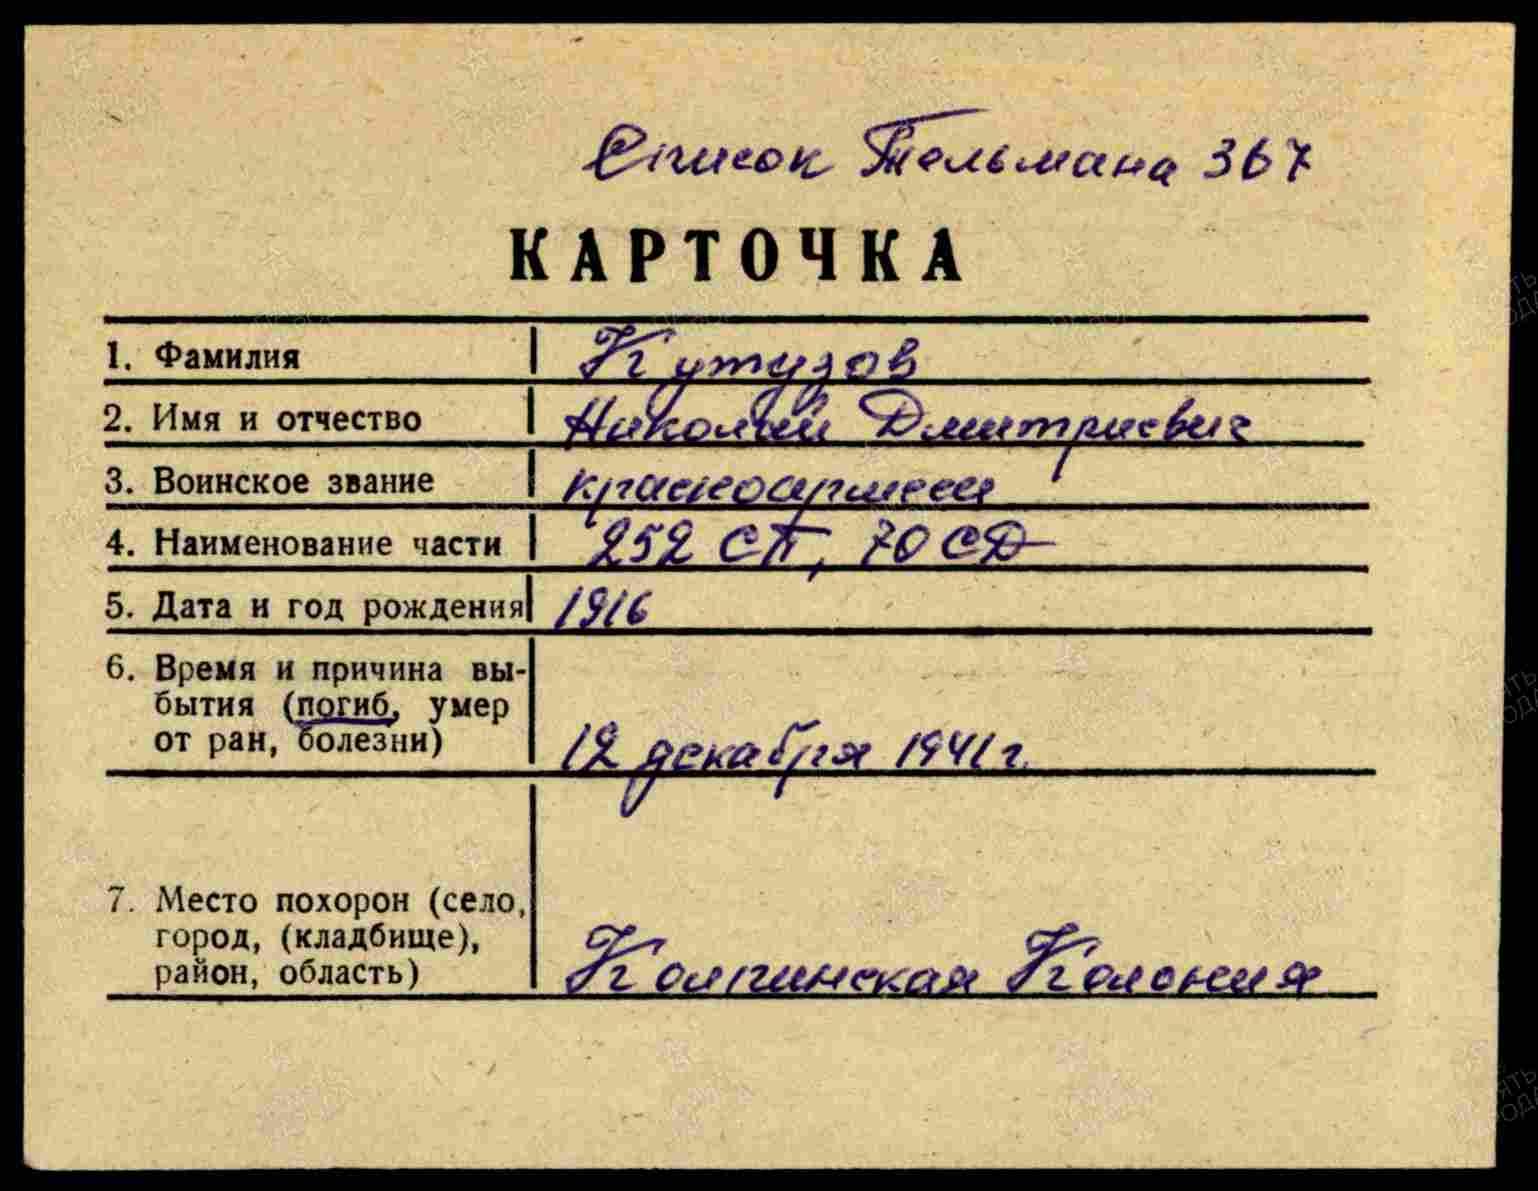 Список Тельмана 367
КАРТОЧКА
1. Фамилия Кутузов
2. Имя и отчество Николай Дмитриевич
3. Воинское звание красноармеец
4. Наименование части 252 СП, 70 СД
5. Дата и год рождения 1916
6. Время и причина вы-
бытия (погиб, умер
от ран, болезни) 12 декабря 1941 г.
7. Место похорон (село,
город, (кладбище),
район, область) Колпинская Колония